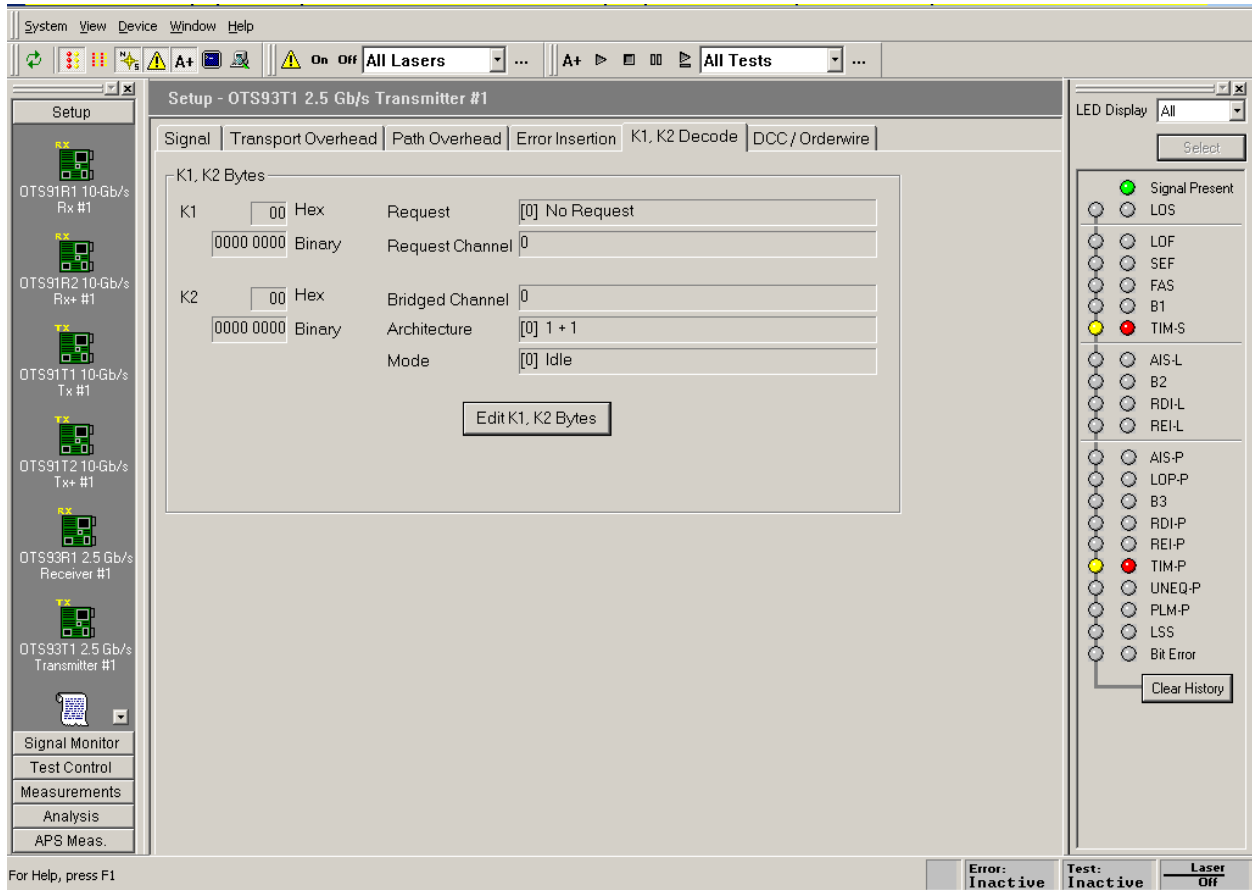 System View Device Window Help
A+ On Off All Lasers ... A+ All Tests ...
Setup
RX
OTS91R1 10-Gb/s
Rx #1
RX
OTS91R2 10-Gb/s
Rx+ #1
TX
OTS91T1 10-Gb/s
Tx #1
TX
OTS91T2 10-Gb/s
Tx+ #1
RX
OTS93R1 2.5 Gb/s
Receiver #1
TX
OTS93T1 2.5 Gb/s
Transmitter #1
Signal Monitor
Test Control
Measurements
Analysis
APS Meas.
Setup - OTS93T1 2.5 Gb/s Transmitter #1
Signal Transport Overhead Path Overhead Error Insertion K1, K2 Decode DCC / Orderwire
K1, K2 Bytes
K1 00 Hex Request [0] No Request
0000 0000 Binary Request Channel 0
K2 00 Hex Bridged Channel 0
0000 0000 Binary Architecture [0] 1 + 1
Mode [0] Idle
Edit K1, K2 Bytes
LED Display All
Select
Signal Present
LOS
LOF
SEF
FAS
B1
TIM-S
AIS-L
B2
RDI-L
REI-L
AIS-P
LOP-P
B3
RDI-P
REI-P
TIM-P
UNEQ-P
PLM-P
LSS
Bit Error
Clear History
For Help, press F1
Error:
Inactive
Test:
Inactive
Laser
Off